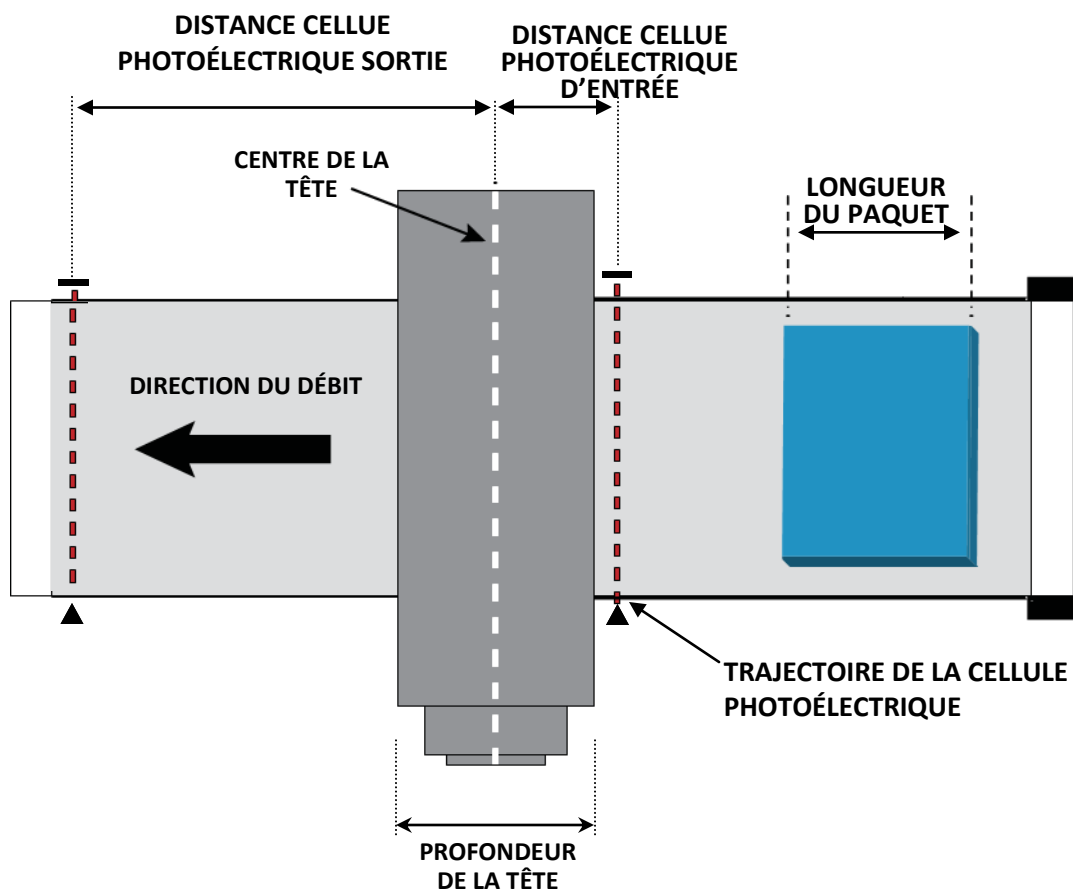 DISTANCE CELLUE
PHOTOÉLECTRIQUE SORTIE
DISTANCE CELLUE
PHOTOÉLECTRIQUE
D’ENTRÉE
CENTRE DE LA
TÊTE
LONGUEUR
DU PAQUET
DIRECTION DU DÉBIT
TRAJECTOIRE DE LA CELLULE
PHOTOÉLECTRIQUE
PROFONDEUR
DE LA TÊTE